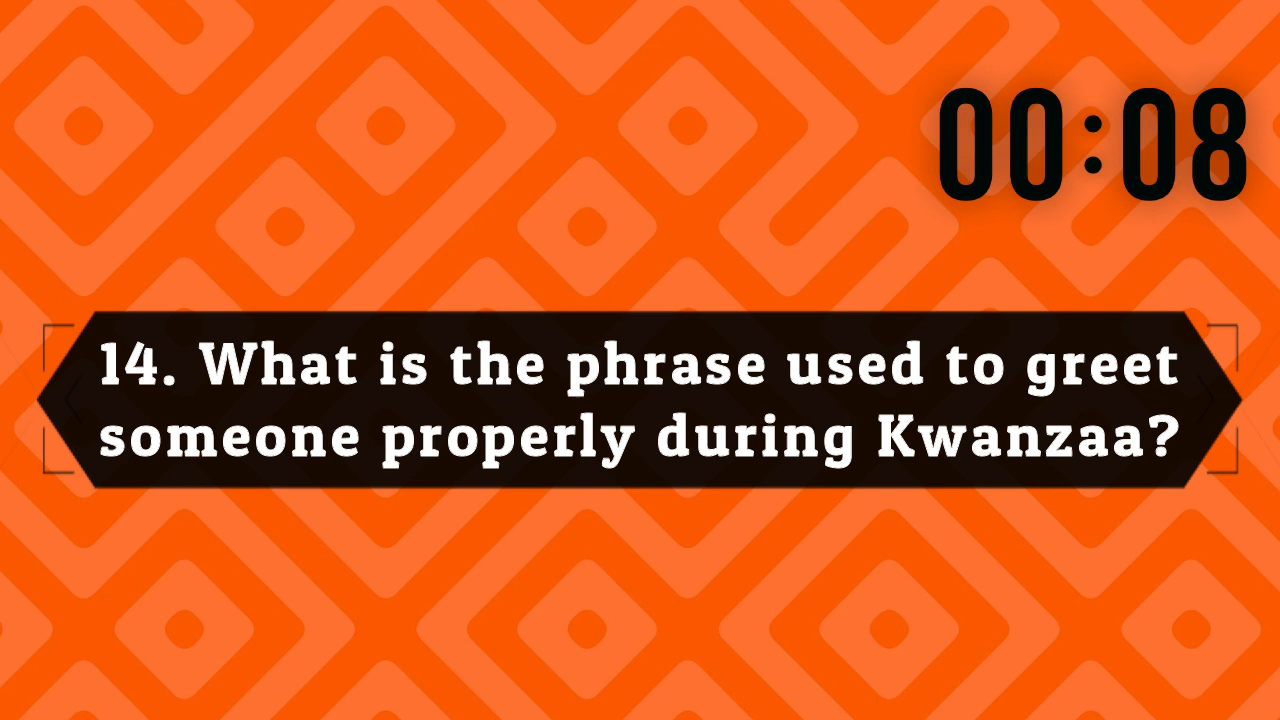 00:08
14. What is the phrase used to greet
someone properly during Kwanzaa?